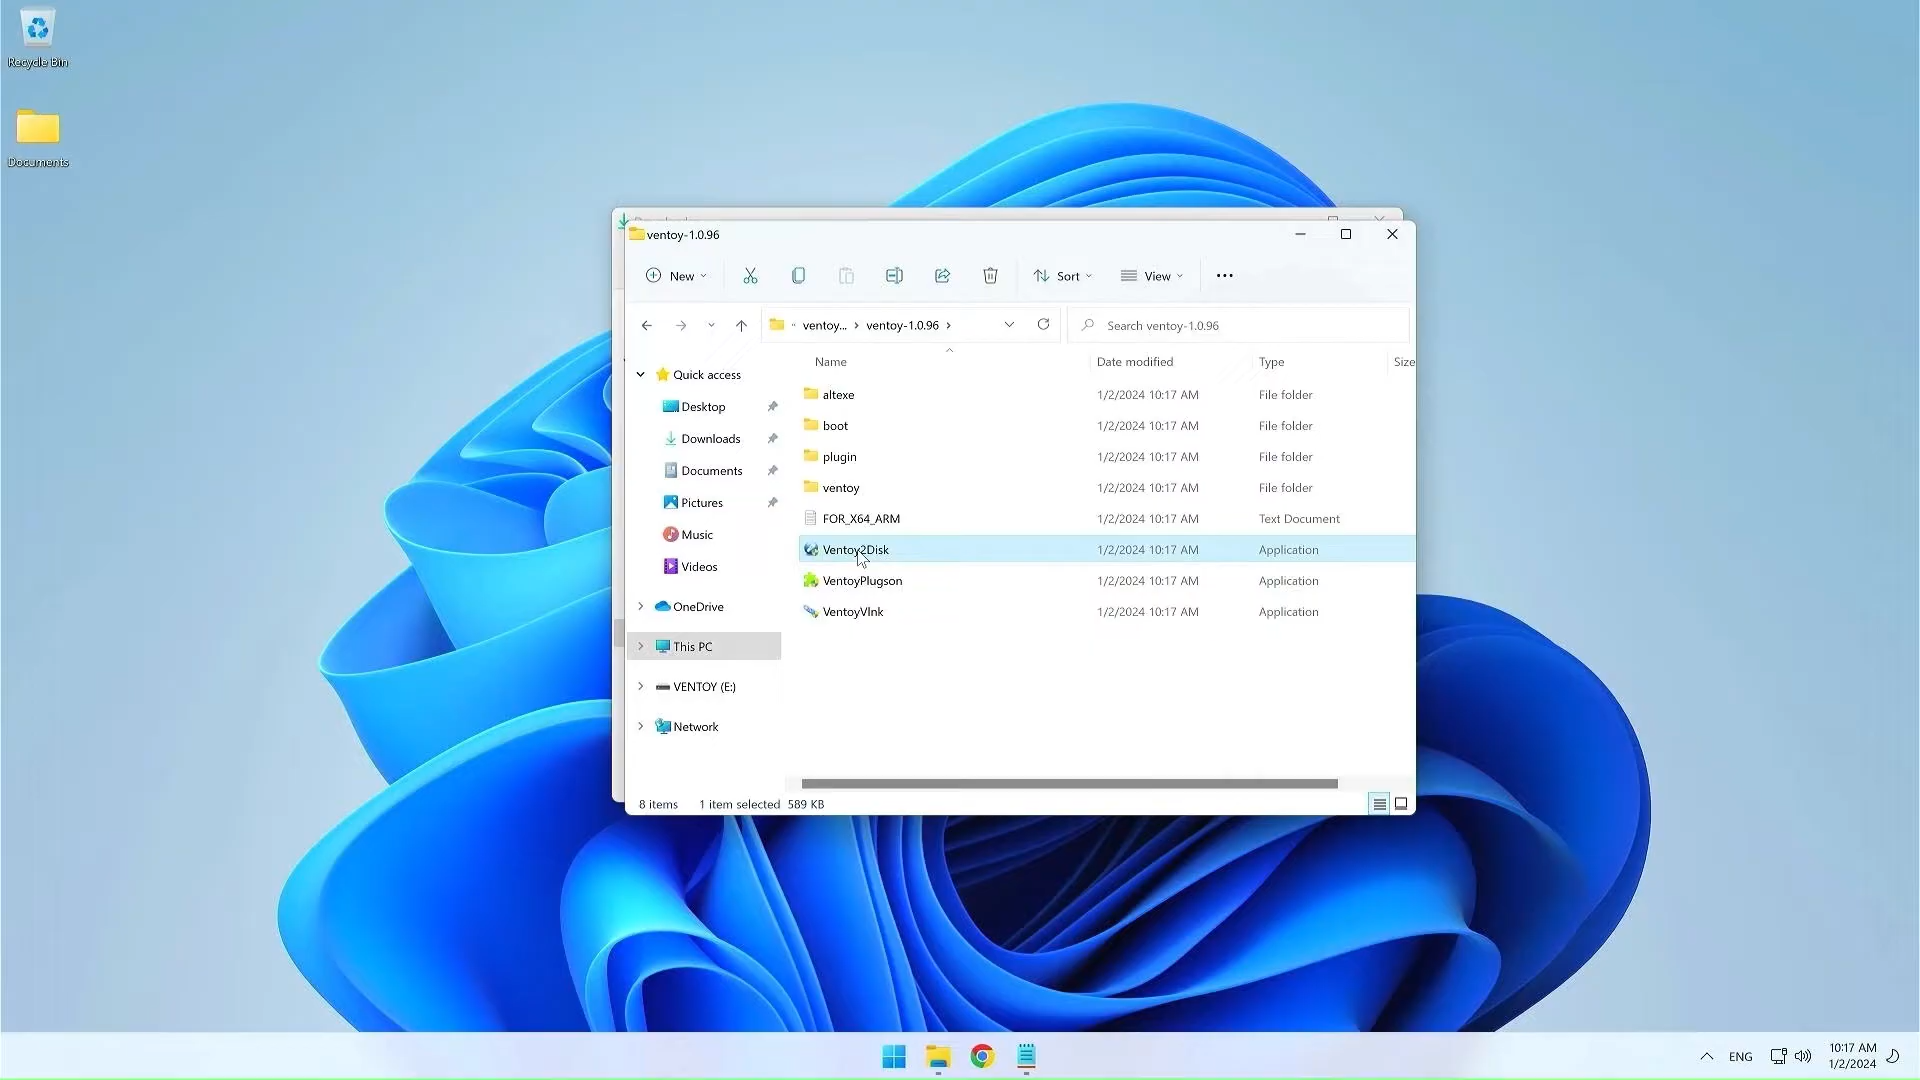 Recycle Bin
Documents
ventoy-1.0.96
New
Sort
View
ventoy...
ventoy-1.0.96
Search ventoy-1.0.96
Name
Date modified
Type
Size
Quick access
Desktop
Downloads
Documents
Pictures
Music
Videos
OneDrive
This PC
VENTOY (E:)
Network
altexe 1/2/2024 10:17 AM File folder
boot 1/2/2024 10:17 AM File folder
plugin 1/2/2024 10:17 AM File folder
ventoy 1/2/2024 10:17 AM File folder
FOR_X64_ARM 1/2/2024 10:17 AM Text Document
Ventoy2Disk 1/2/2024 10:17 AM Application
VentoyPlugson 1/2/2024 10:17 AM Application
VentoyVlnk 1/2/2024 10:17 AM Application
8 items 1 item selected 589 KB
ENG
10:17 AM
1/2/2024